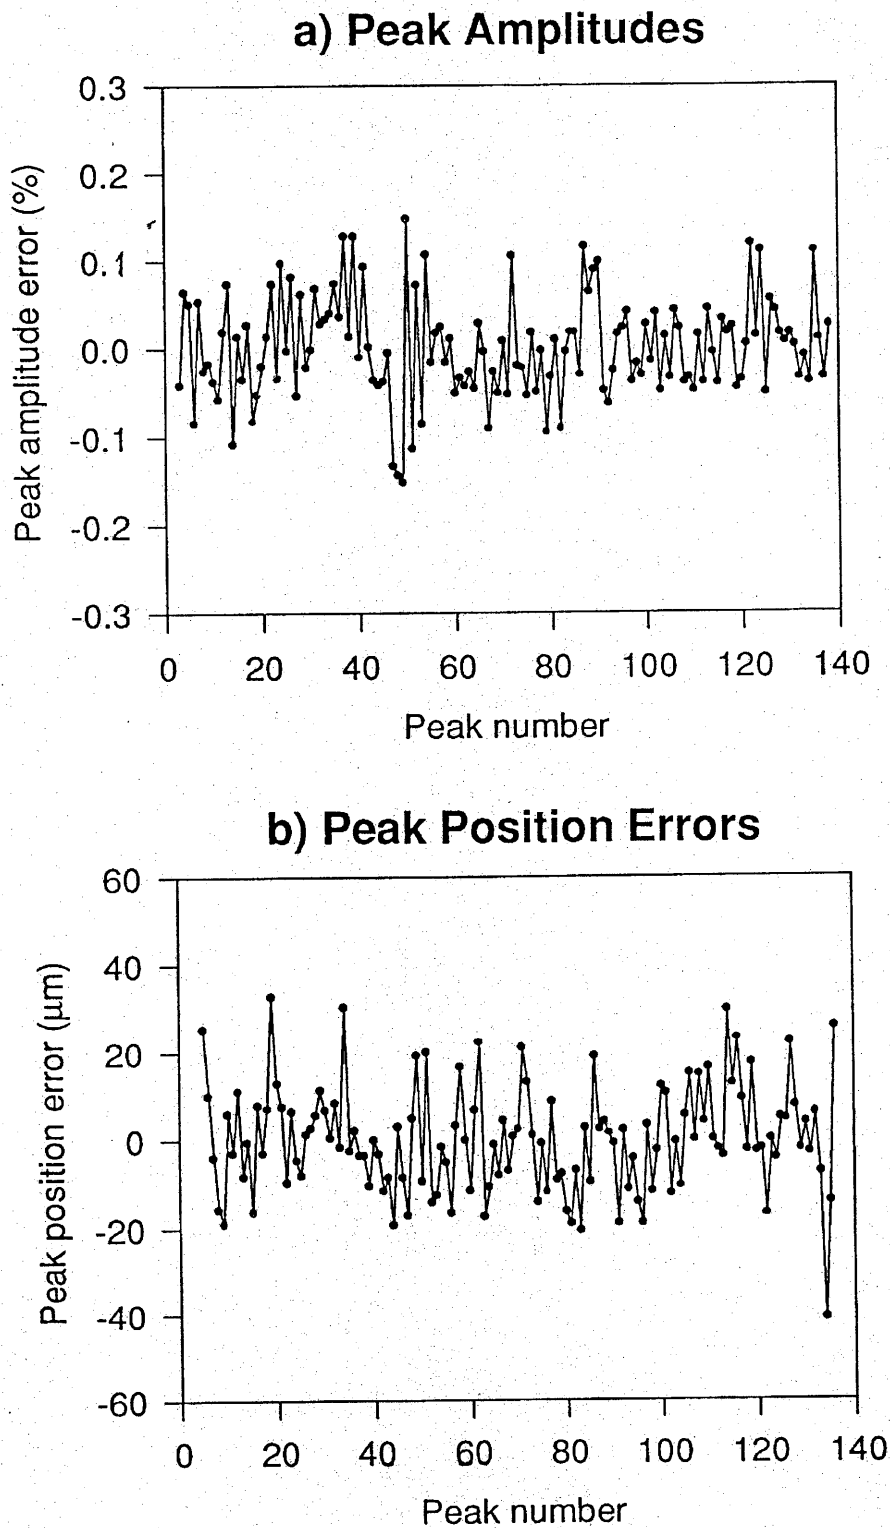 a) Peak Amplitudes
Peak amplitude error (%)
0.3
0.2
0.1
0.0
-0.1
-0.2
-0.3
0 20 40 60 80 100 120 140
Peak number
b) Peak Position Errors
Peak position error (µm)
60
40
20
0
-20
-40
-60
0 20 40 60 80 100 120 140
Peak number